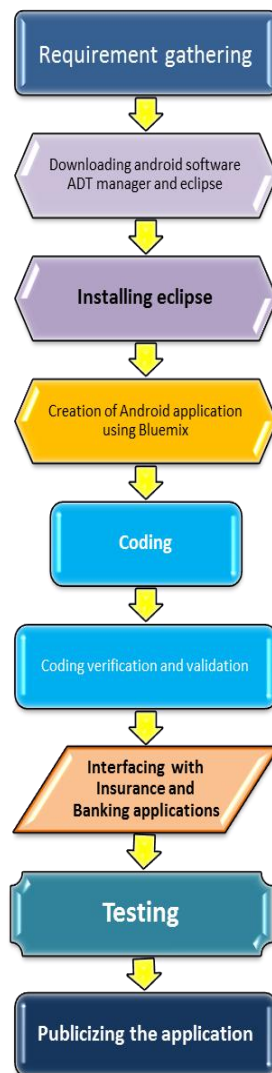 Requirement gathering
Downloading android software
ADT manager and eclipse
Installing eclipse
Creation of Android application
using Bluemix
Coding
Coding verification and validation
Interfacing with
Insurance and
Banking applications
Testing
Publicizing the application